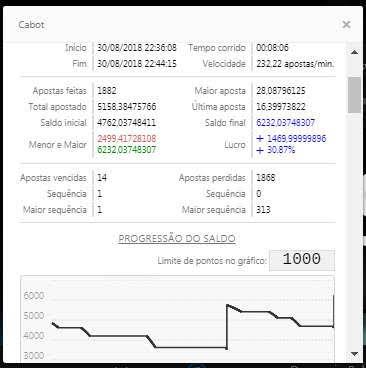 Cabot ×
Início 30/08/2018 22:36:08 Tempo corrido 00:08:06
Fim 30/08/2018 22:44:15 Velocidade 232,22 apostas/min.
Apostas feitas 1882 Maior aposta 28,08796125
Total apostado 5158,38475766 Última aposta 16,39973822
Saldo inicial 4762,03748411 Saldo final 6232,03748307
Menor e Maior 2499,41728108 Lucro + 1469,99999896
6232,03748307 + 30,87%
Apostas vencidas 14 Apostas perdidas 1868
Sequência 1 Sequência 0
Maior sequência 1 Maior sequência 313
PROGRESSÃO DO SALDO
Limite de pontos no gráfico: 1000
6000
5000
4000
3000